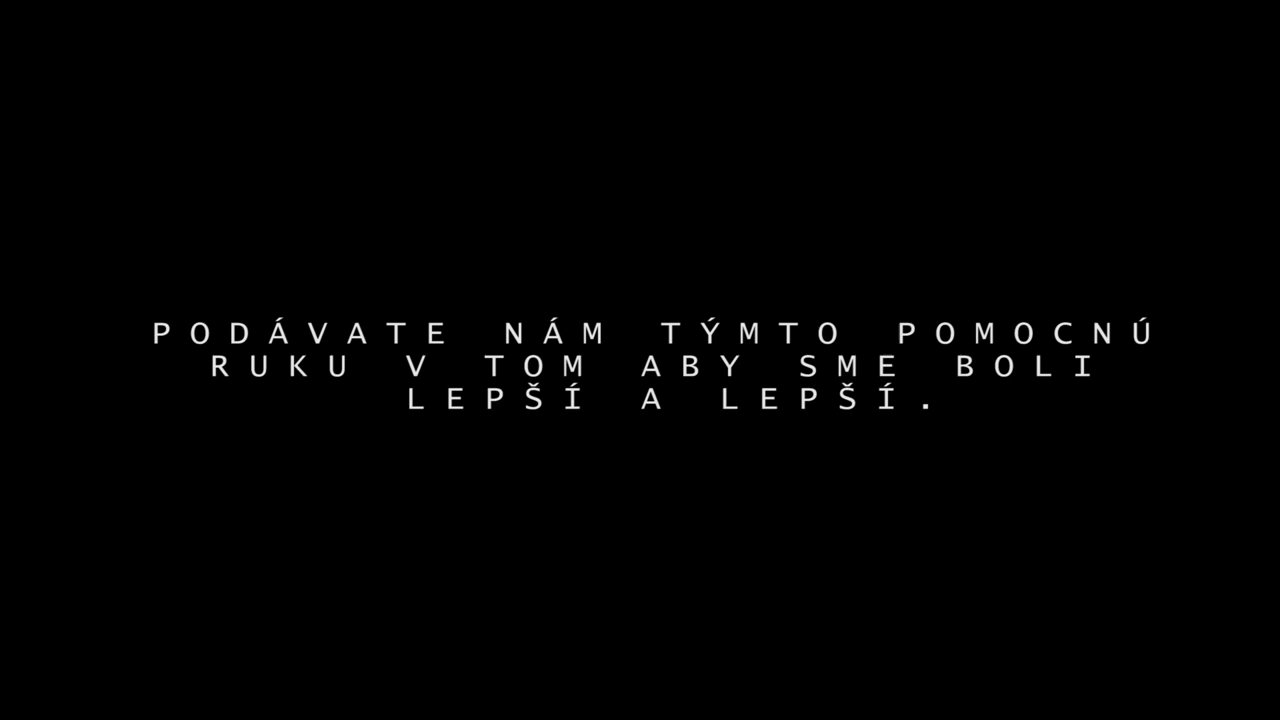 PODÁVATE NÁM TÝMTO POMOCNÚ
RUKU V TOM ABY SME BOLI
LEPŠÍ A LEPŠÍ.